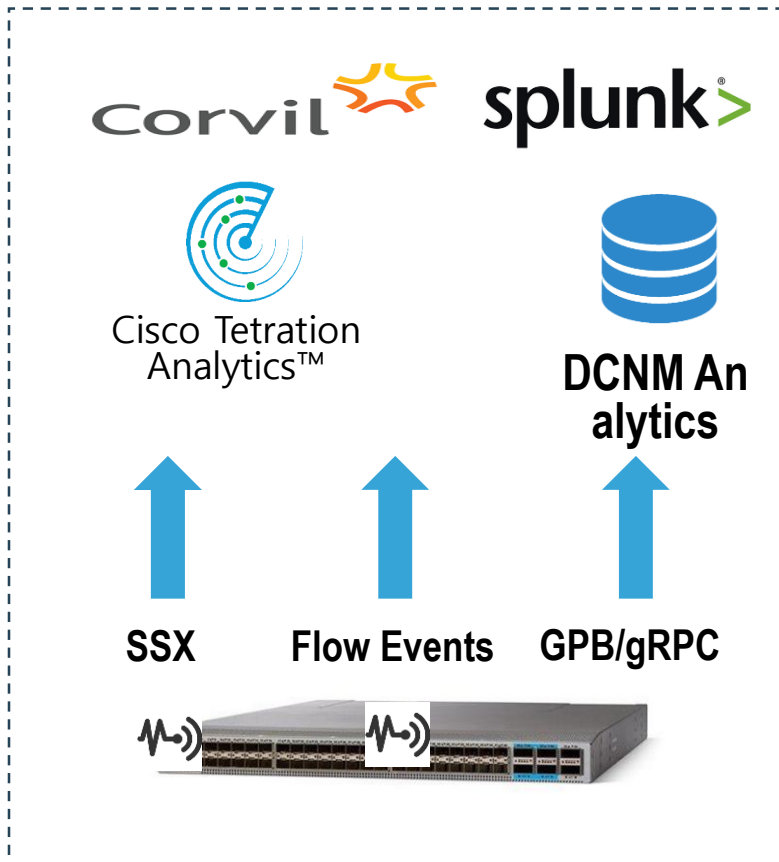 Corvil
splunk>®
Cisco Tetration
Analytics™
DCNM An
alytics
SSX
Flow Events
GPB/gRPC